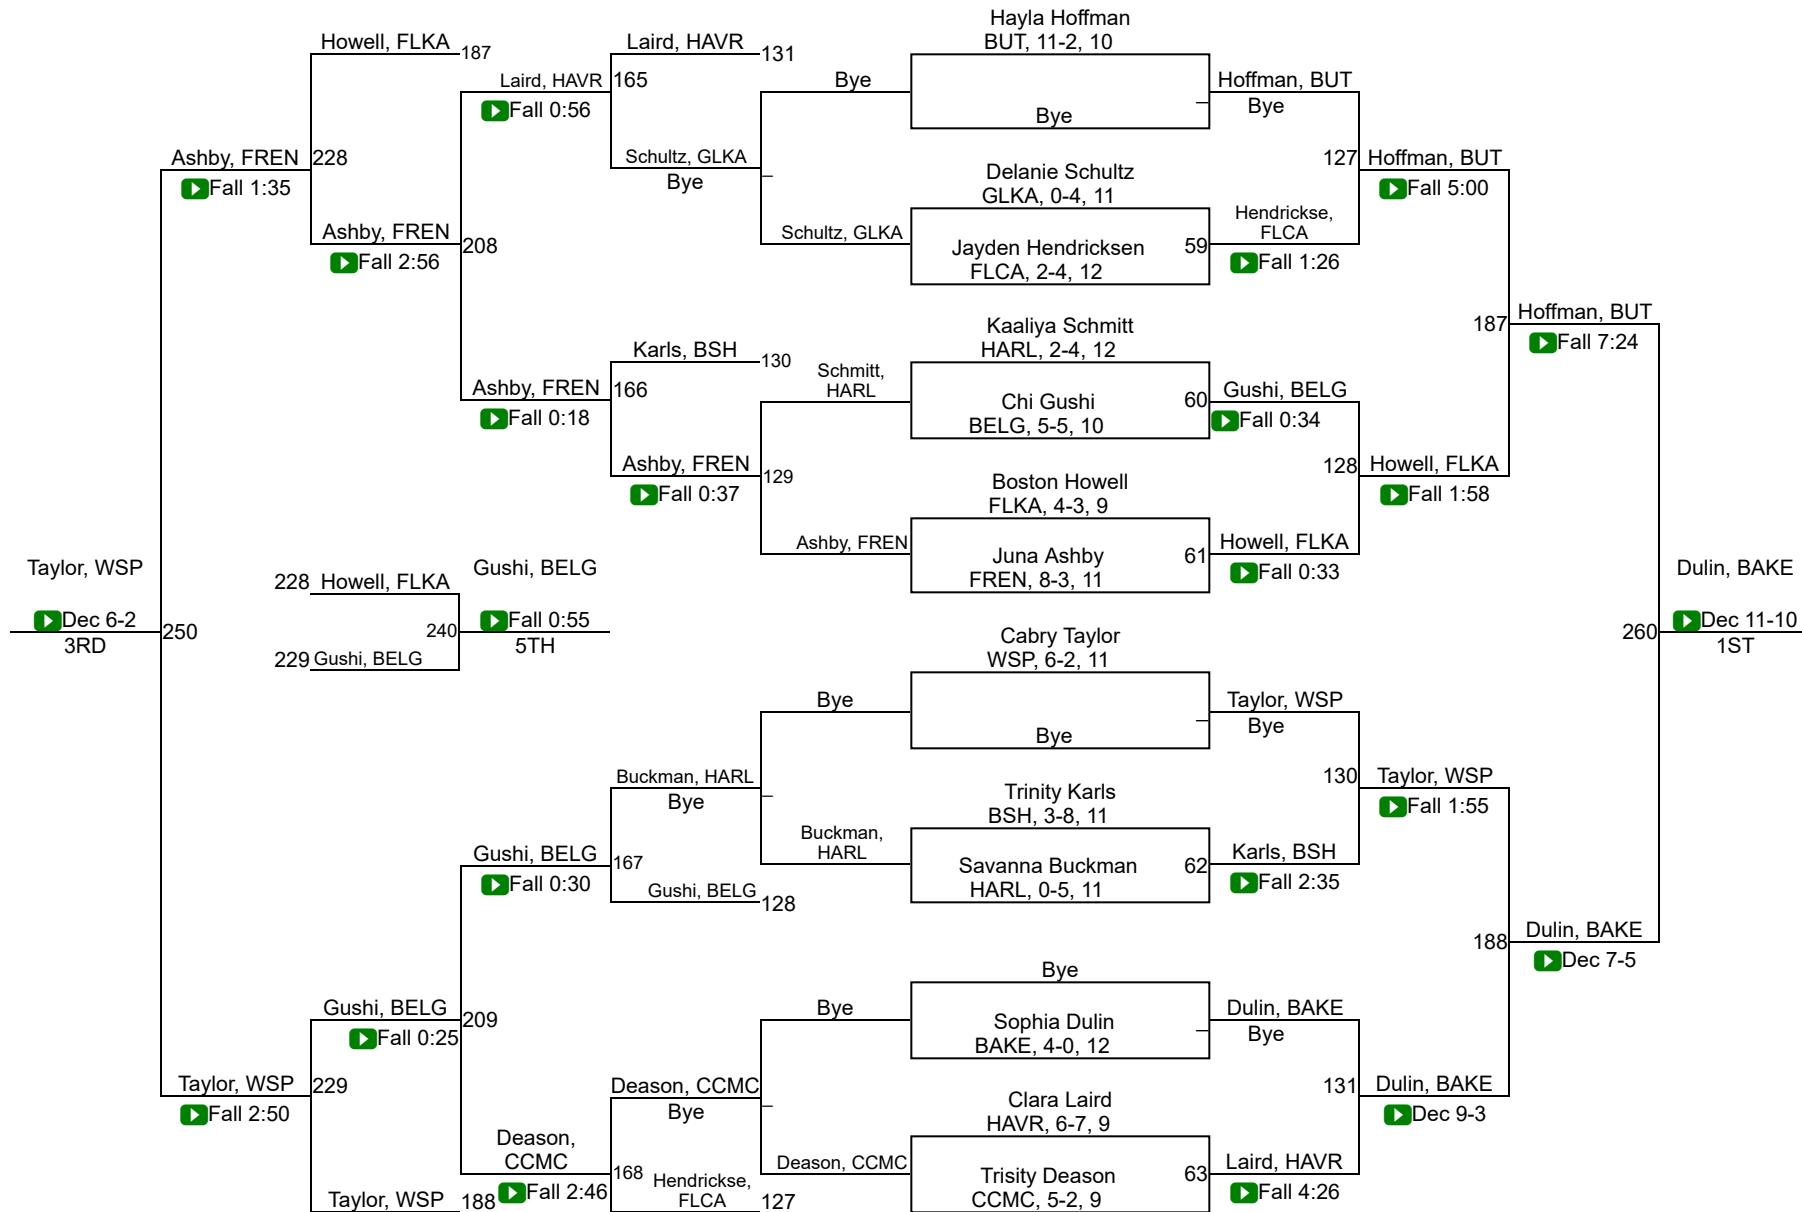 Hayla Hoffman
Howell, FLKA
187
Laird, HAVR
131
BUT, 11-2, 10
Laird, HAVR
165
Bye
Hoffman, BUT
Fall 0:56
Bye
Bye
Ashby, FREN
228
Schultz, GLKA
127
Hoffman, BUT
Fall 1:35
Bye
Delanie Schultz
Fall 5:00
GLKA, 0-4, 11
Ashby, FREN
208
Schultz, GLKA
Hendrickse,
FLCA
Fall 2:56
Jayden Hendricksen
59
Fall 1:26
FLCA, 2-4, 12
Kaaliya Schmitt
187
Hoffman, BUT
Karls, BSH
130
HARL, 2-4, 12
Fall 7:24
Ashby, FREN
166
Schmitt,
HARL
Chi Gushi
60
Gushi, BELG
Fall 0:18
BELG, 5-5, 10
Fall 0:34
Ashby, FREN
129
128
Howell, FLKA
Fall 0:37
Boston Howell
Fall 1:58
FLKA, 4-3, 9
Ashby, FREN
Juna Ashby
61
Howell, FLKA
Taylor, WSP
228
Howell, FLKA
Gushi, BELG
FREN, 8-3, 11
Fall 0:33
Dulin, BAKE
Dec 6-2
250
240
Fall 0:55
Cabry Taylor
260
Dec 11-10
3RD
229
Gushi, BELG
5TH
WSP, 6-2, 11
1ST
Bye
Taylor, WSP
Bye
Bye
Buckman, HARL
130
Taylor, WSP
Bye
Trinity Karls
Fall 1:55
BSH, 3-8, 11
Gushi, BELG
167
Buckman,
HARL
Savanna Buckman
62
Karls, BSH
Fall 0:30
Gushi, BELG
128
HARL, 0-5, 11
Fall 2:35
188
Dulin, BAKE
Dec 7-5
Bye
Gushi, BELG
209
Bye
Sophia Dulin
Dulin, BAKE
Fall 0:25
BAKE, 4-0, 12
Bye
Taylor, WSP
229
Deason, CCMC
131
Dulin, BAKE
Fall 2:50
Bye
Clara Laird
Dec 9-3
HAVR, 6-7, 9
Deason,
CCMC
168
Deason, CCMC
Trisity Deason
63
Laird, HAVR
Taylor, WSP
188
Fall 2:46
Hendrickse,
FLCA
127
CCMC, 5-2, 9
Fall 4:26